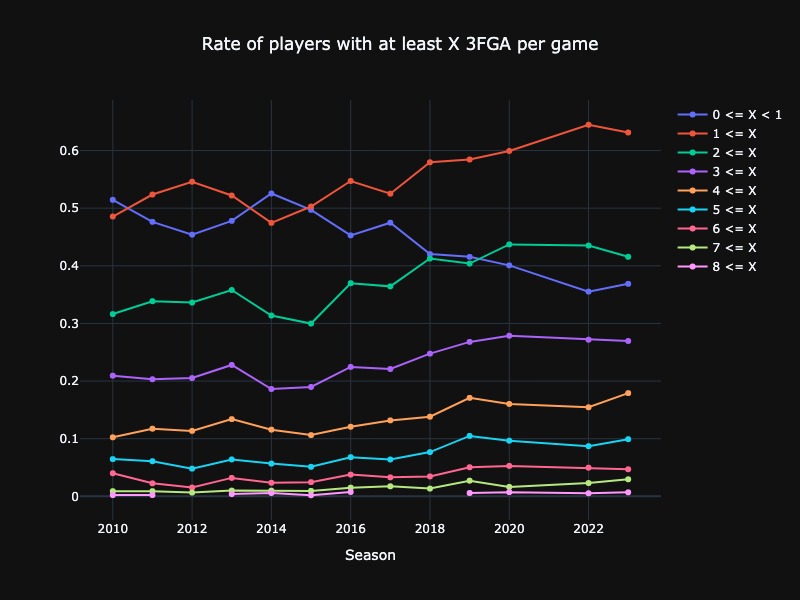 Rate of players with at least X 3FGA per game
0 <= X < 1
1 <= X
2 <= X
3 <= X
4 <= X
5 <= X
6 <= X
7 <= X
8 <= X
0.6
0.5
0.4
0.3
0.2
0.1
0
2010 2012 2014 2016 2018 2020 2022
Season